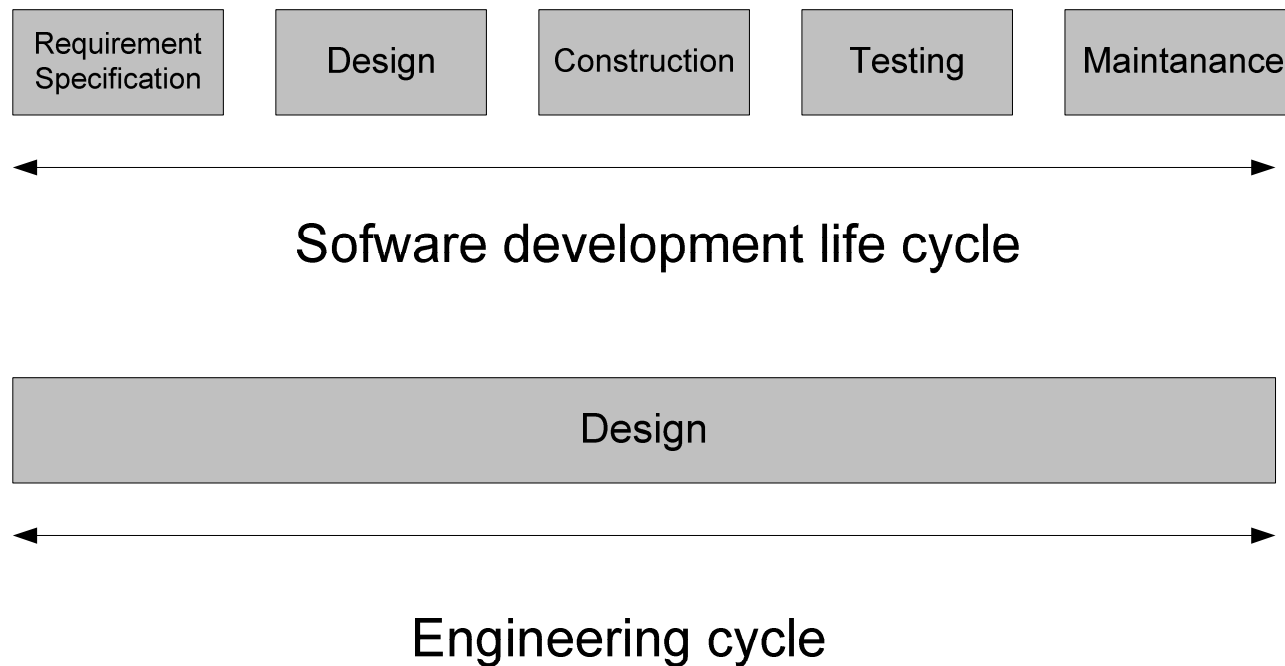 Requirement
Specification
Design
Construction
Testing
Maintanance
Sofware development life cycle
Design
Engineering cycle